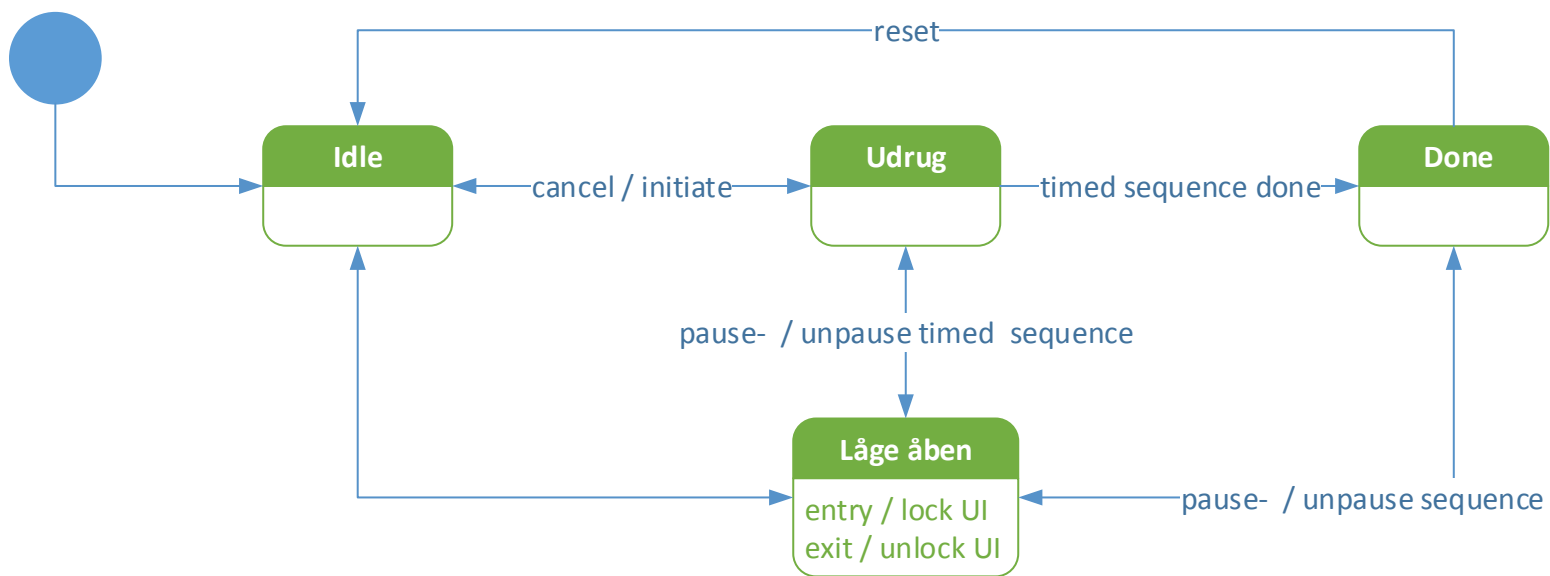 reset
Idle
Udrug
Done
cancel / initiate
timed sequence done
pause-  / unpause timed  sequence
Låge åben
entry / lock UI
exit / unlock UI
pause-  / unpause sequence